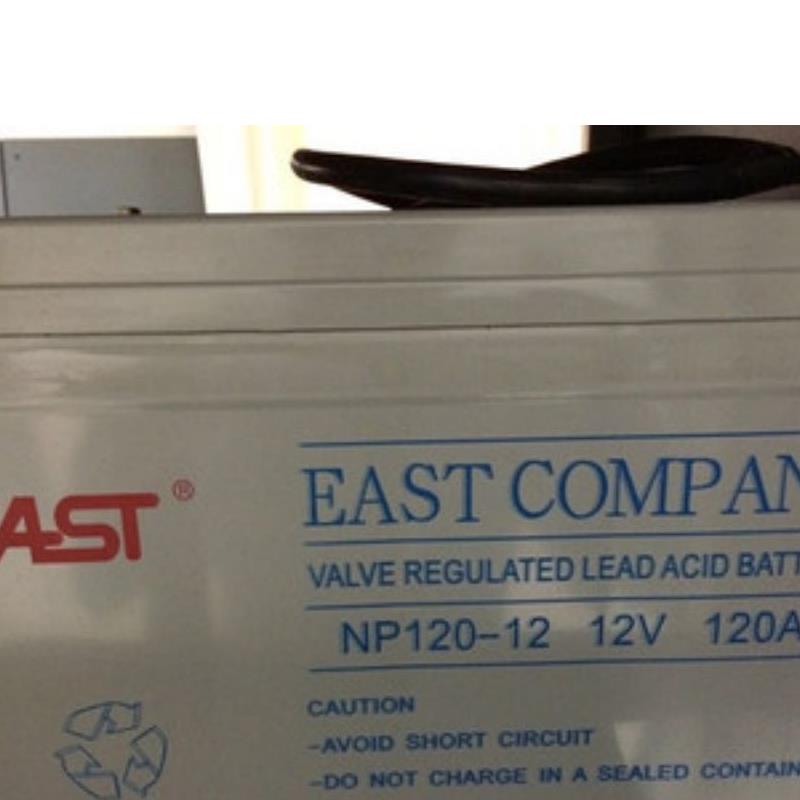 AST ®
EAST COMPAN
VALVE REGULATED LEAD ACID BATT
NP120-12 12V 120A
CAUTION
-AVOID SHORT CIRCUIT
-DO NOT CHARGE IN A SEALED CONTAIN